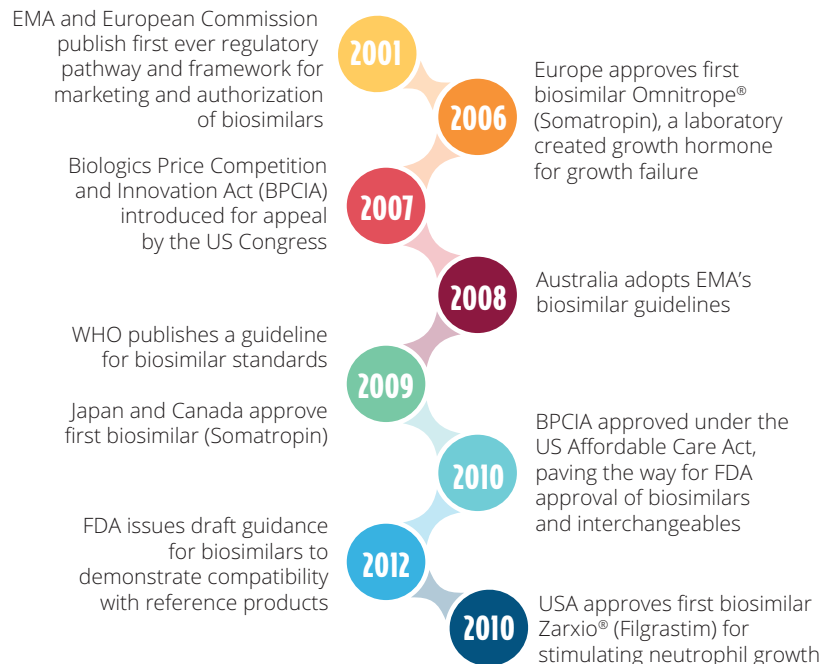 EMA and European Commission
publish first ever regulatory
pathway and framework for
marketing and authorization
of biosimilars
2001
2006
Europe approves first
biosimilar Omnitrope®
(Somatropin), a laboratory
created growth hormone
for growth failure
Biologics Price Competition
and Innovation Act (BPCIA)
introduced for appeal
by the US Congress
2007
2008
Australia adopts EMA’s
biosimilar guidelines
WHO publishes a guideline
for biosimilar standards
2009
Japan and Canada approve
first biosimilar (Somatropin)
2010
BPCIA approved under the
US Affordable Care Act,
paving the way for FDA
approval of biosimilars
and interchangeables
FDA issues draft guidance
for biosimilars to
demonstrate compatibility
with reference products
2012
2010
USA approves first biosimilar
Zarxio® (Filgrastim) for
stimulating neutrophil growth